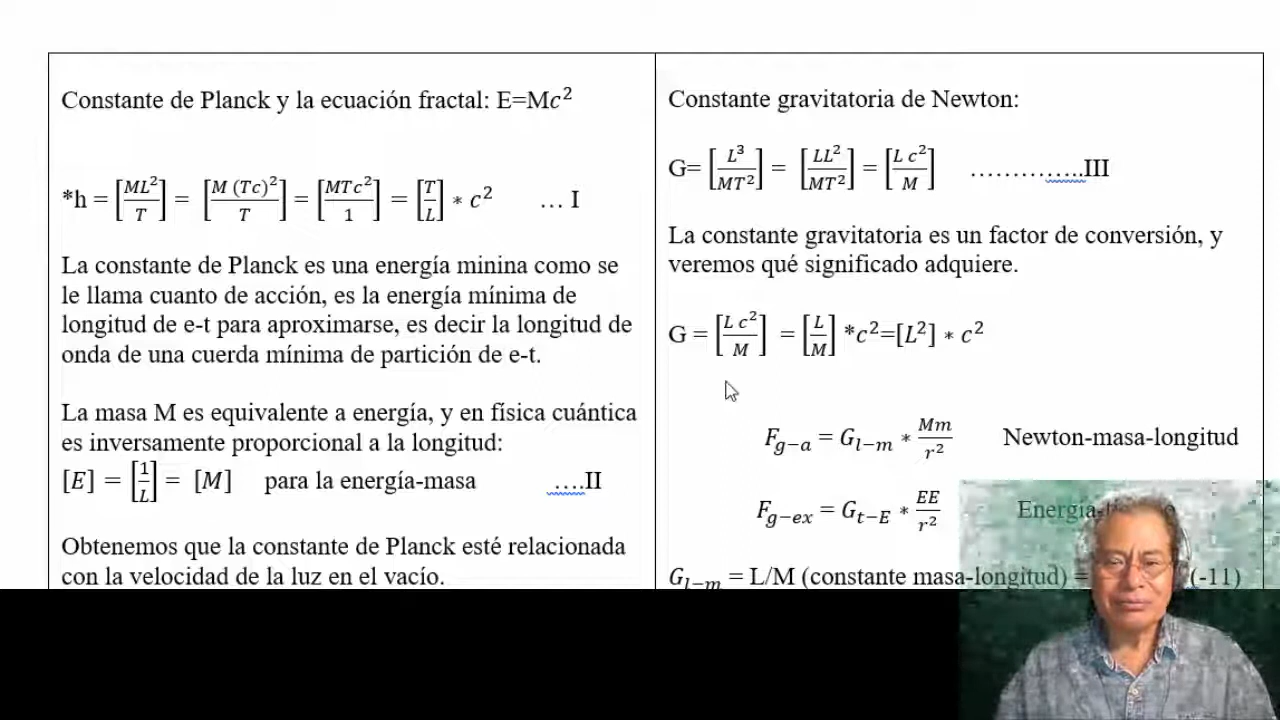 Constante de Planck y la ecuación fractal: E=Mc²
*h = [ML²/T] = [M (Tc)²/T] = [MTc²/1] = [T/L] * c² … I
La constante de Planck es una energía minina como se
le llama cuanto de acción, es la energía mínima de
longitud de e-t para aproximarse, es decir la longitud de
onda de una cuerda mínima de partición de e-t.
La masa M es equivalente a energía, y en física cuántica
es inversamente proporcional a la longitud:
[E] = [1/L] = [M] para la energía-masa ….II
Obtenemos que la constante de Planck esté relacionada
con la velocidad de la luz en el vacío.
Constante gravitatoria de Newton:
G= [L³/MT²] = [LL²/MT²] = [L c²/M] …………..III
La constante gravitatoria es un factor de conversión, y
veremos qué significado adquiere.
G = [L c²/M] = [L/M] *c²=[L²] * c²
F_g−a = G_l−m * Mm/r² Newton-masa-longitud
F_g−ex = G_t−E * EE/r² Energía
G_l−m = L/M (constante masa-longitud) = (-11)